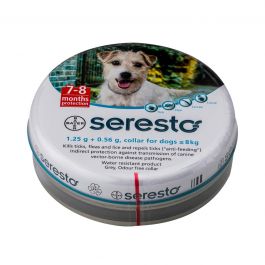 7-8
months
protection
BAYER
seresto
1.25 g + 0.56 g, collar for dogs ≤8kg
Kills ticks, fleas and lice and repels ticks ("anti-feeding")
Indirect protection against transmission of canine
vector-borne disease pathogens.
Water resistant product
Grey, Odour free collar